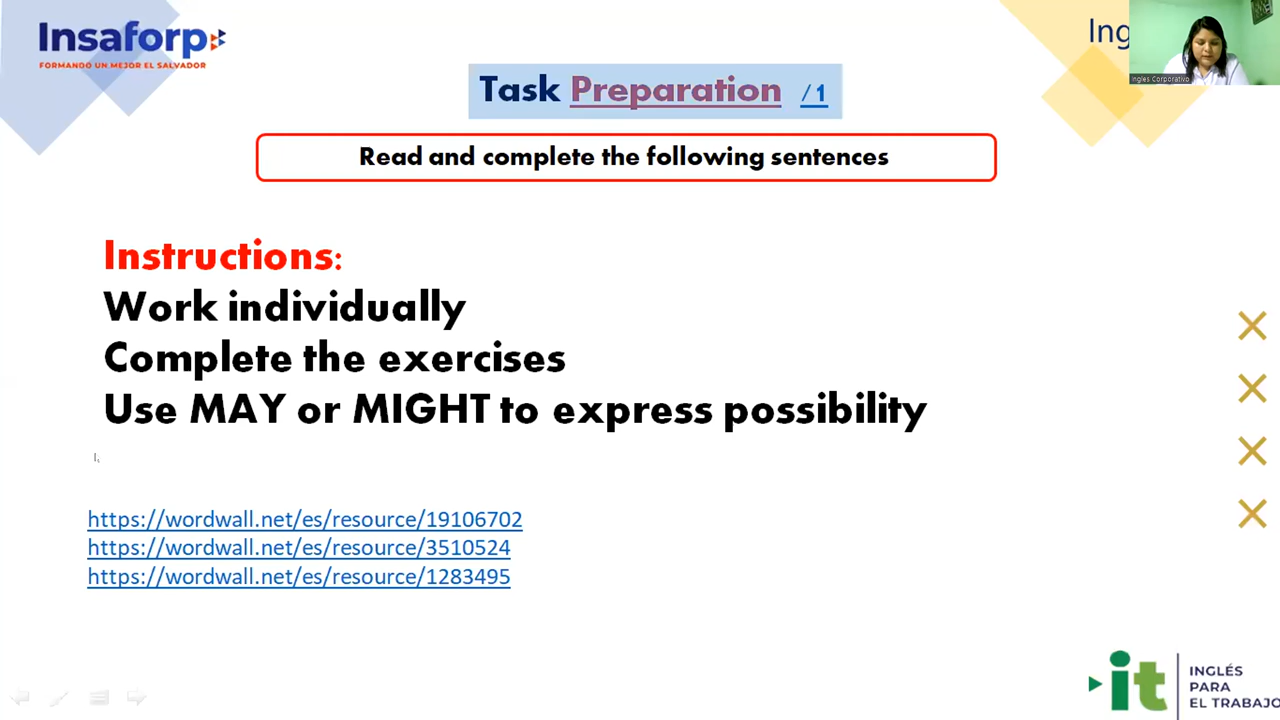 Insaforp
FORMANDO UN MEJOR EL SALVADOR
Ing
Ingles Corporativo
Task Preparation /1
Read and complete the following sentences
Instructions:
Work individually
Complete the exercises
Use MAY or MIGHT to express possibility
https://wordwall.net/es/resource/19106702
https://wordwall.net/es/resource/3510524
https://wordwall.net/es/resource/1283495
it
INGLÉS
PARA
EL TRABAJO